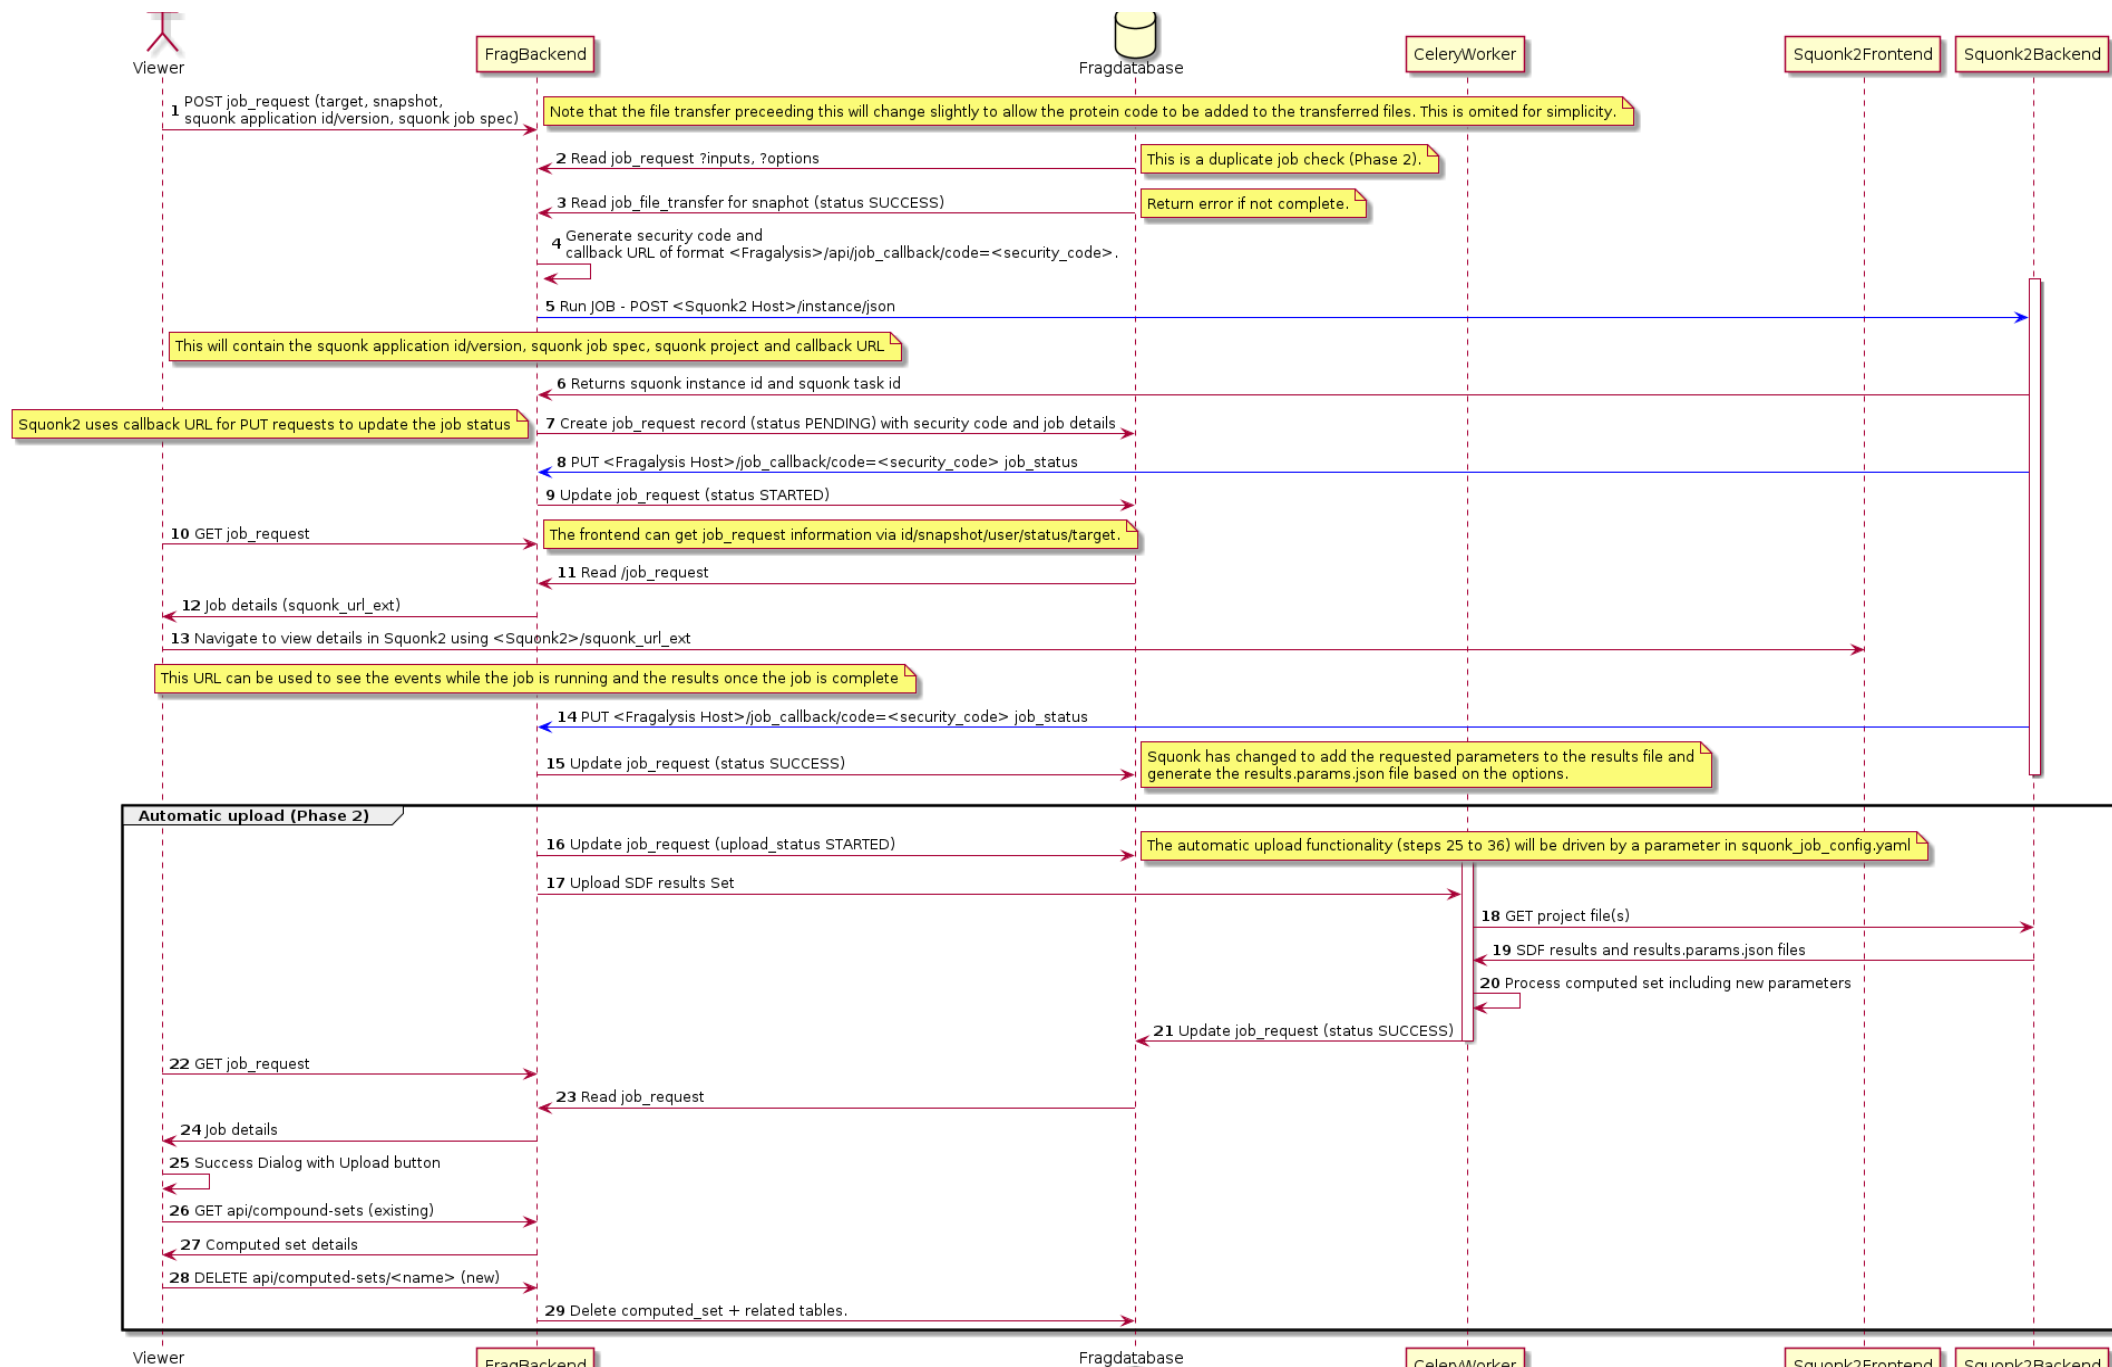 Viewer
FragBackend
Fragdatabase
CeleryWorker
Squonk2Frontend
Squonk2Backend
1 POST job_request (target, snapshot,
squonk application id/version, squonk job spec)
Note that the file transfer preceeding this will change slightly to allow the protein code to be added to the transferred files. This is omited for simplicity.
2 Read job_request ?inputs, ?options
This is a duplicate job check (Phase 2).
3 Read job_file_transfer for snaphot (status SUCCESS)
Return error if not complete.
4 Generate security code and
callback URL of format <Fragalysis>/api/job_callback/code=<security_code>.
5 Run JOB - POST <Squonk2 Host>/instance/json
This will contain the squonk application id/version, squonk job spec, squonk project and callback URL
6 Returns squonk instance id and squonk task id
Squonk2 uses callback URL for PUT requests to update the job status
7 Create job_request record (status PENDING) with security code and job details
8 PUT <Fragalysis Host>/job_callback/code=<security_code> job_status
9 Update job_request (status STARTED)
10 GET job_request
The frontend can get job_request information via id/snapshot/user/status/target.
11 Read /job_request
12 Job details (squonk_url_ext)
13 Navigate to view details in Squonk2 using <Squonk2>/squonk_url_ext
This URL can be used to see the events while the job is running and the results once the job is complete
14 PUT <Fragalysis Host>/job_callback/code=<security_code> job_status
15 Update job_request (status SUCCESS)
Squonk has changed to add the requested parameters to the results file and
generate the results.params.json file based on the options.
Automatic upload (Phase 2)
16 Update job_request (upload_status STARTED)
The automatic upload functionality (steps 25 to 36) will be driven by a parameter in squonk_job_config.yaml
17 Upload SDF results Set
18 GET project file(s)
19 SDF results and results.params.json files
20 Process computed set including new parameters
21 Update job_request (status SUCCESS)
22 GET job_request
23 Read job_request
24 Job details
25 Success Dialog with Upload button
26 GET api/compound-sets (existing)
27 Computed set details
28 DELETE api/computed-sets/<name> (new)
29 Delete computed_set + related tables.
Viewer
FragBackend
Fragdatabase
CeleryWorker
Squonk2Frontend
Squonk2Backend